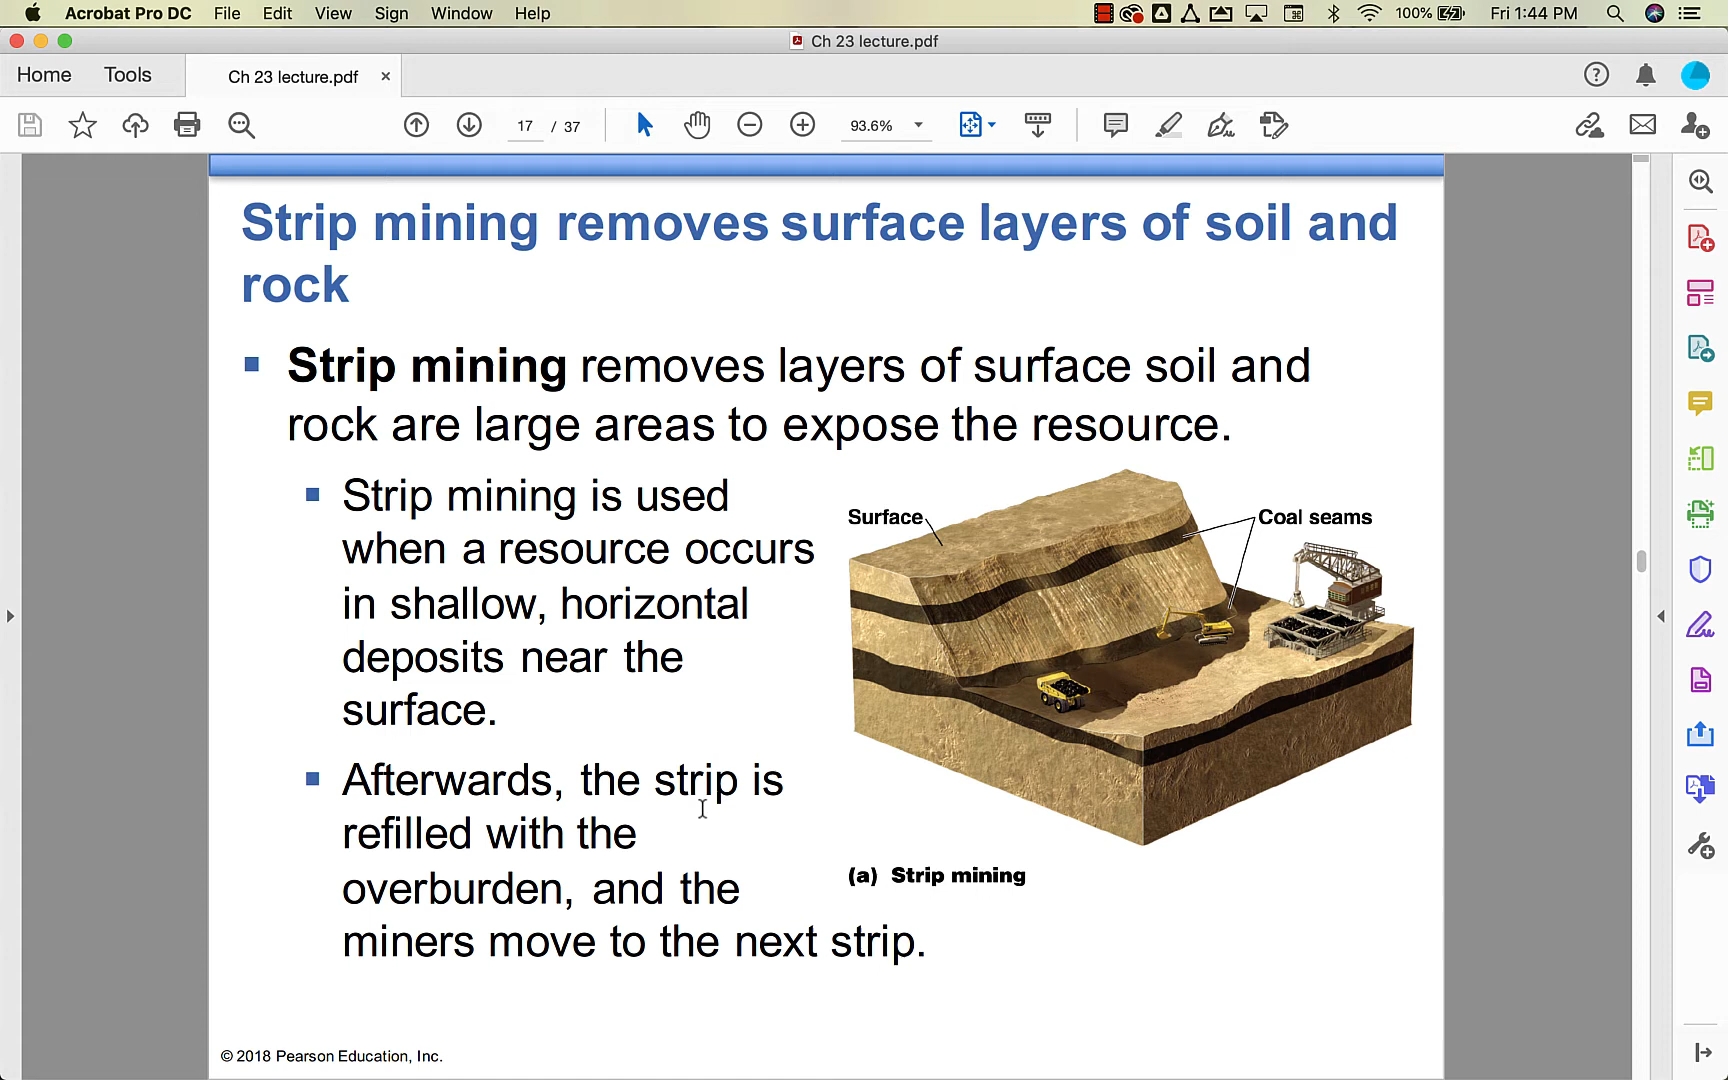 Acrobat Pro DC File Edit View Sign Window Help 100% Fri 1:44 PM
Ch 23 lecture.pdf
Home Tools Ch 23 lecture.pdf ×
17 / 37 93.6%
Strip mining removes surface layers of soil and
rock
Strip mining removes layers of surface soil and
rock are large areas to expose the resource.
Strip mining is used
when a resource occurs
in shallow, horizontal
deposits near the
surface.
Afterwards, the strip is
refilled with the
overburden, and the
miners move to the next strip.
Surface
Coal seams
(a) Strip mining
© 2018 Pearson Education, Inc.